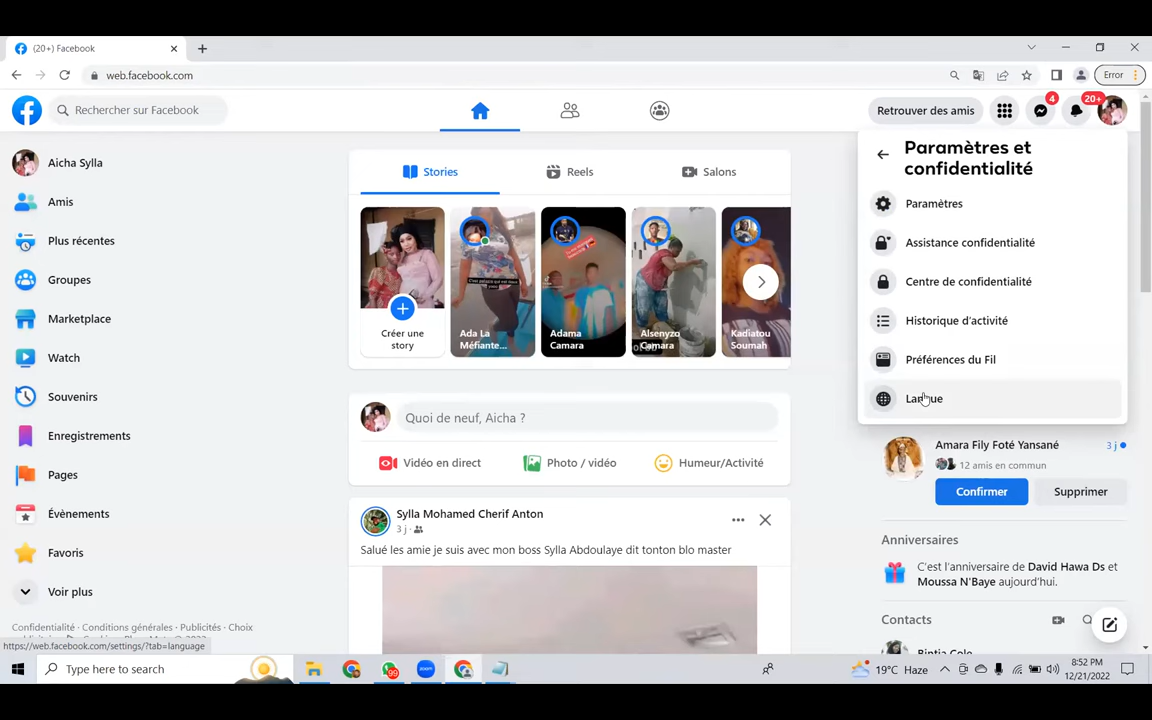 (20+) Facebook
web.facebook.com
Error
Rechercher sur Facebook
Retrouver des amis
4
20+
Aicha Sylla
Amis
Plus récentes
Groupes
Marketplace
Watch
Souvenirs
Enregistrements
Pages
Évènements
Favoris
Voir plus
Confidentialité · Conditions générales · Publicités · Choix
https://web.facebook.com/settings/?tab=language
Stories
Reels
Salons
Créer une
story
Ada La
Méfiante...
Adama
Camara
Alsenyzo
Camara
Kadiatou
Soumah
Quoi de neuf, Aicha ?
Vidéo en direct
Photo / vidéo
Humeur/Activité
Sylla Mohamed Cherif Anton
3 j ·
Salué les amie je suis avec mon boss Sylla Abdoulaye dit tonton blo master
Paramètres et
confidentialité
Paramètres
Assistance confidentialité
Centre de confidentialité
Historique d'activité
Préférences du Fil
Langue
Amara Fily Foté Yansané
3 j
12 amis en commun
Confirmer
Supprimer
Anniversaires
C'est l'anniversaire de David Hawa Ds et
Moussa N'Baye aujourd'hui.
Contacts
Type here to search
99
zoom
19°C Haze
8:52 PM
12/21/2022